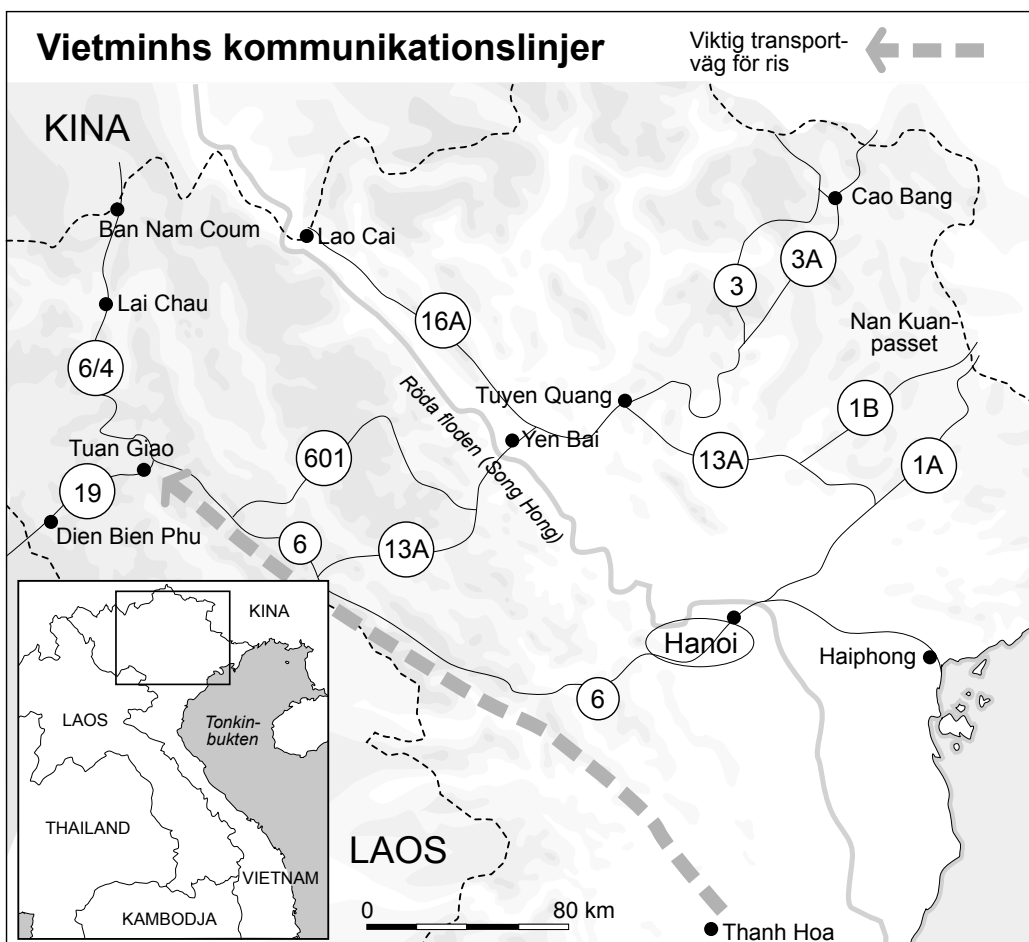 Vietminhs kommunikationslinjer
Viktig transport-
väg för ris
KINA
Ban Nam Coum
Lao Cai
Cao Bang
3A
3
Lai Chau
16A
Nan Kuan-
passet
6/4
Tuyen Quang
1B
Röda floden (Song Hong)
Yen Bai
Tuan Giao
601
13A
1A
19
Dien Bien Phu
6
13A
Hanoi
Haiphong
6
KINA
LAOS
Tonkin-
bukten
THAILAND
VIETNAM
KAMBODJA
LAOS
0 80 km
Thanh Hoa